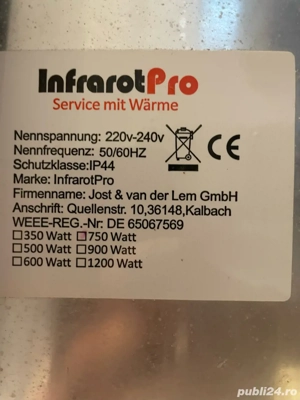 InfrarotPro
Service mit Wärme
Nennspannung: 220v-240v
Nennfrequenz: 50/60HZ
Schutzklasse:IP44
Marke: InfrarotPro
Firmenname: Jost & van der Lem GmbH
Anschrift: Quellenstr. 10,36148,Kalbach
WEEE-REG.-Nr: DE 65067569
350 Watt 750 Watt
500 Watt 900 Watt
600 Watt 1200 Watt
CE
publi24.ro